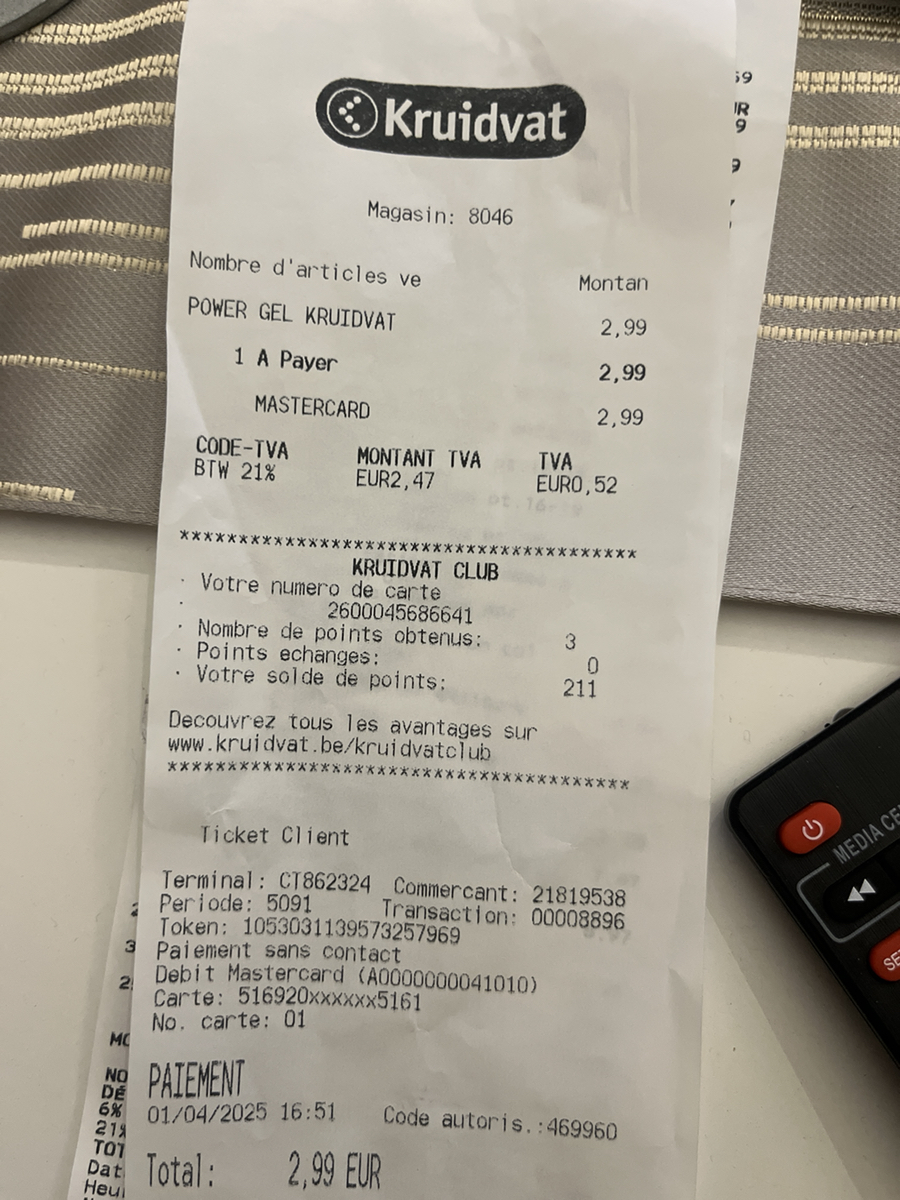 Kruidvat
Magasin: 8046
Nombre d'articles ve Montan
POWER GEL KRUIDVAT 2,99
1 A Payer 2,99
MASTERCARD 2,99
CODE-TVA MONTANT TVA TVA
BTW 21% EUR2,47 EUR0,52
***************************************
KRUIDVAT CLUB
· Votre numero de carte
· 2600045686641
· Nombre de points obtenus: 3
· Points echanges: 0
· Votre solde de points: 211
Decouvrez tous les avantages sur
www.kruidvat.be/kruidvatclub
***************************************
Ticket Client
Terminal: CT862324 Commercant: 21819538
Periode: 5091 Transaction: 00008896
Token: 1053031139573257969
Paiement sans contact
Debit Mastercard (A0000000041010)
Carte: 516920xxxxxx5161
No. carte: 01
PAIEMENT
01/04/2025 16:51 Code autoris.:469960
Total: 2,99 EUR
6%
MEDIA